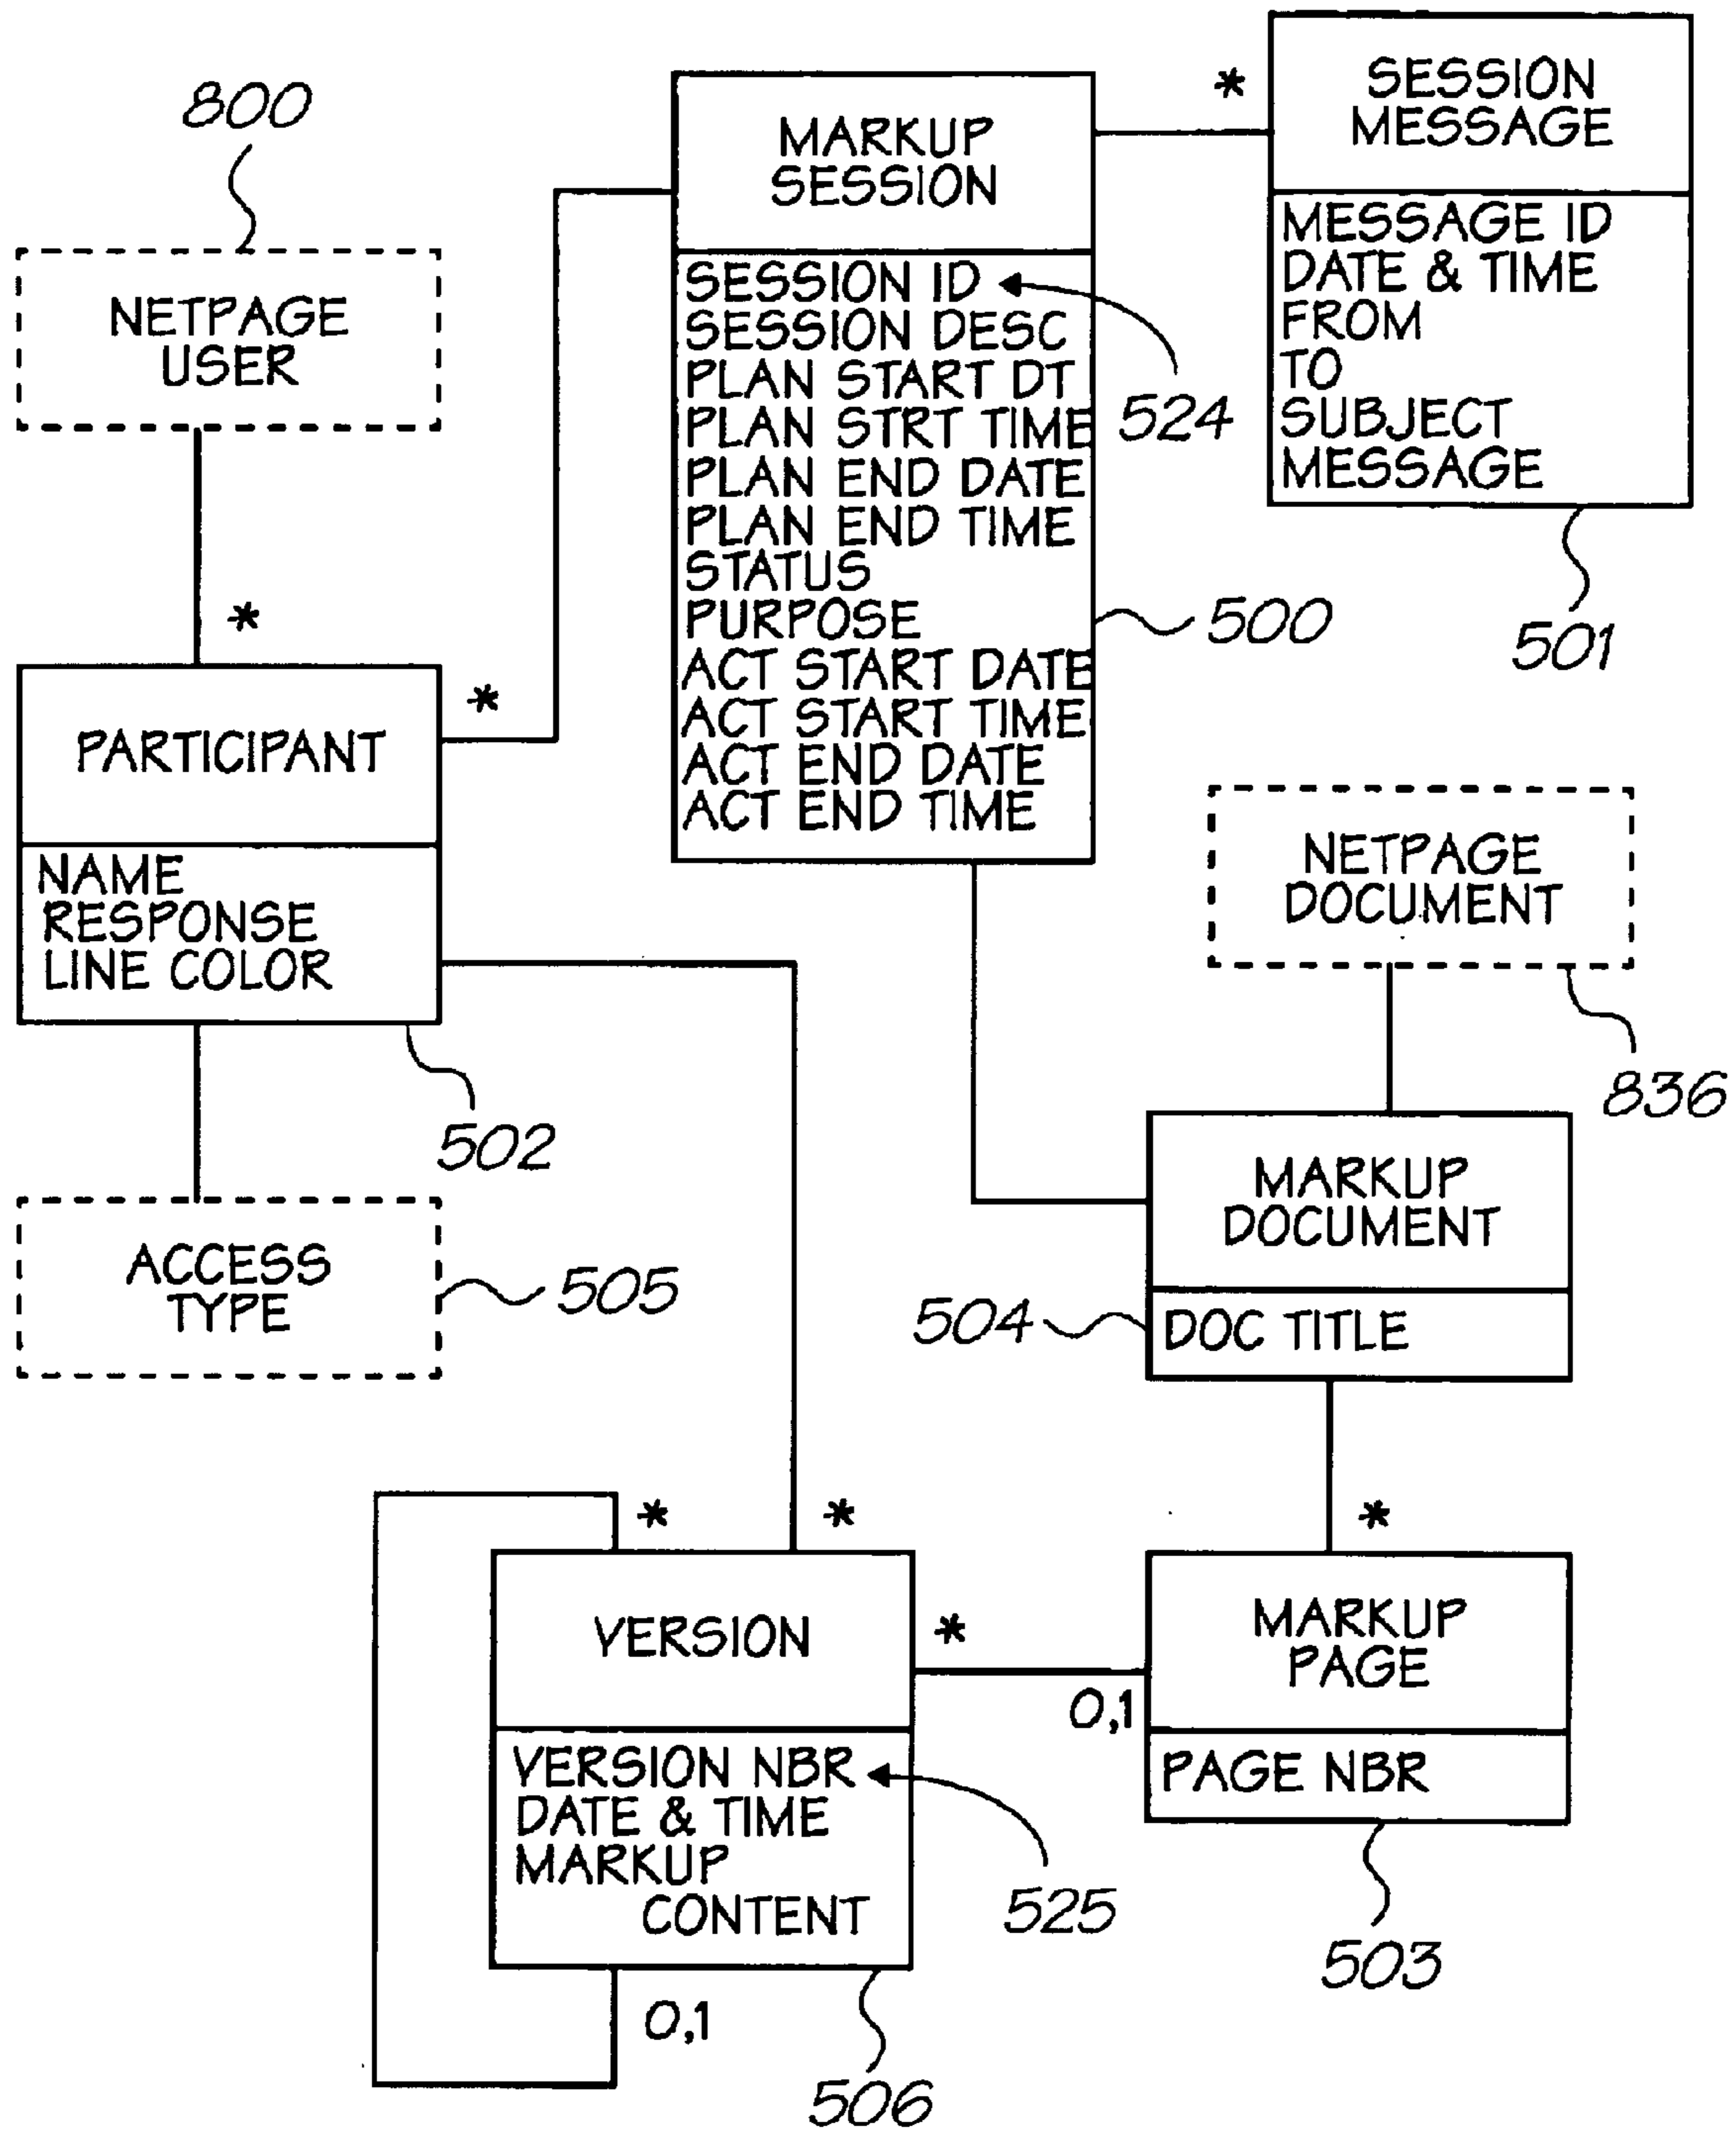 800
NETPAGE
USER
*
PARTICIPANT
*
NAME
RESPONSE
LINE COLOR
502
ACCESS
TYPE
505
MARKUP
SESSION
SESSION ID
SESSION DESC
PLAN START DT
PLAN STRT TIME
PLAN END DATE
PLAN END TIME
STATUS
PURPOSE
ACT START DATE
ACT START TIME
ACT END DATE
ACT END TIME
524
500
*
SESSION
MESSAGE
MESSAGE ID
DATE & TIME
FROM
TO
SUBJECT
MESSAGE
501
NETPAGE
DOCUMENT
836
MARKUP
DOCUMENT
504
DOC TITLE
*
*
*
VERSION
*
0,1
MARKUP
PAGE
PAGE NBR
503
VERSION NBR
DATE & TIME
MARKUP
CONTENT
525
0,1
506